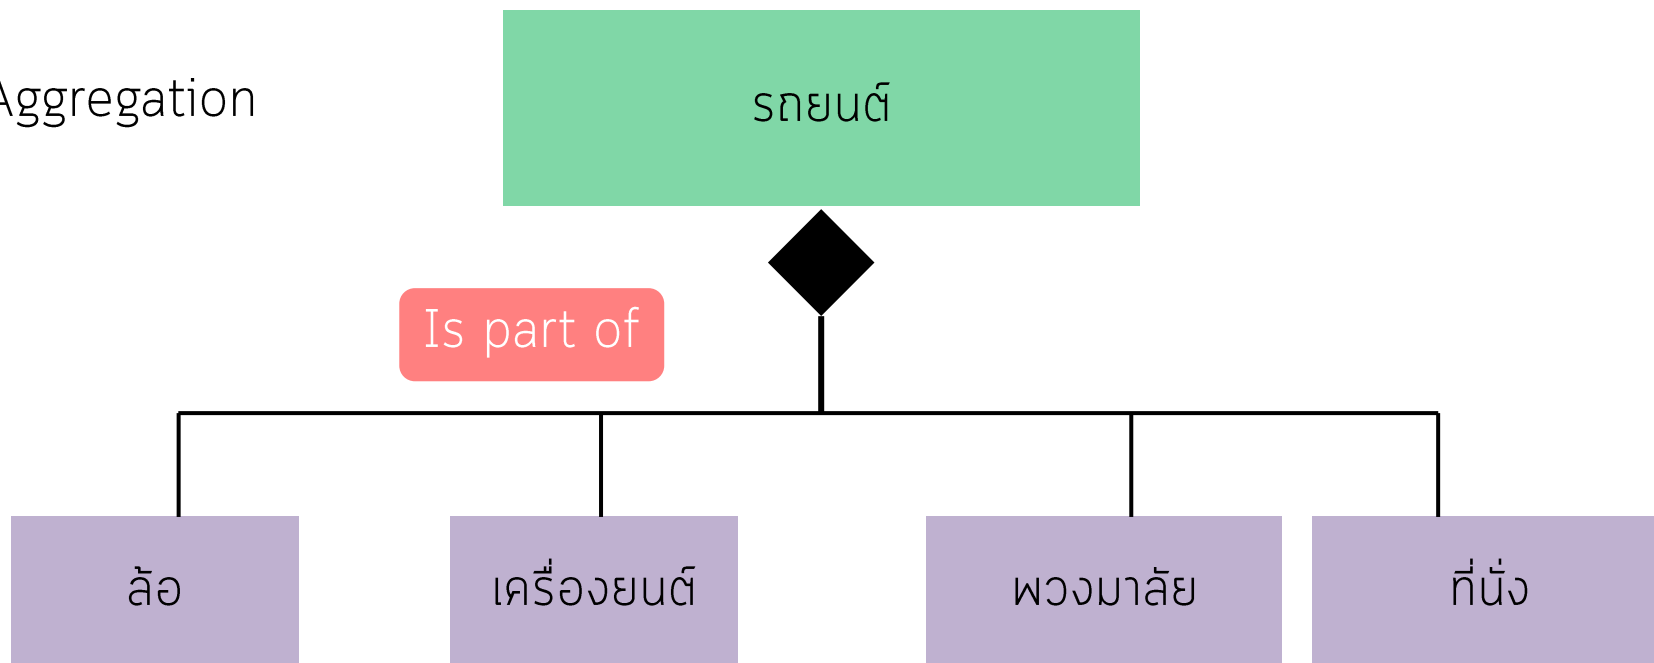 Aggregation
รถยนต์
Is part of
ล้อ
เครื่องยนต์
พวงมาลัย
ที่นั่ง